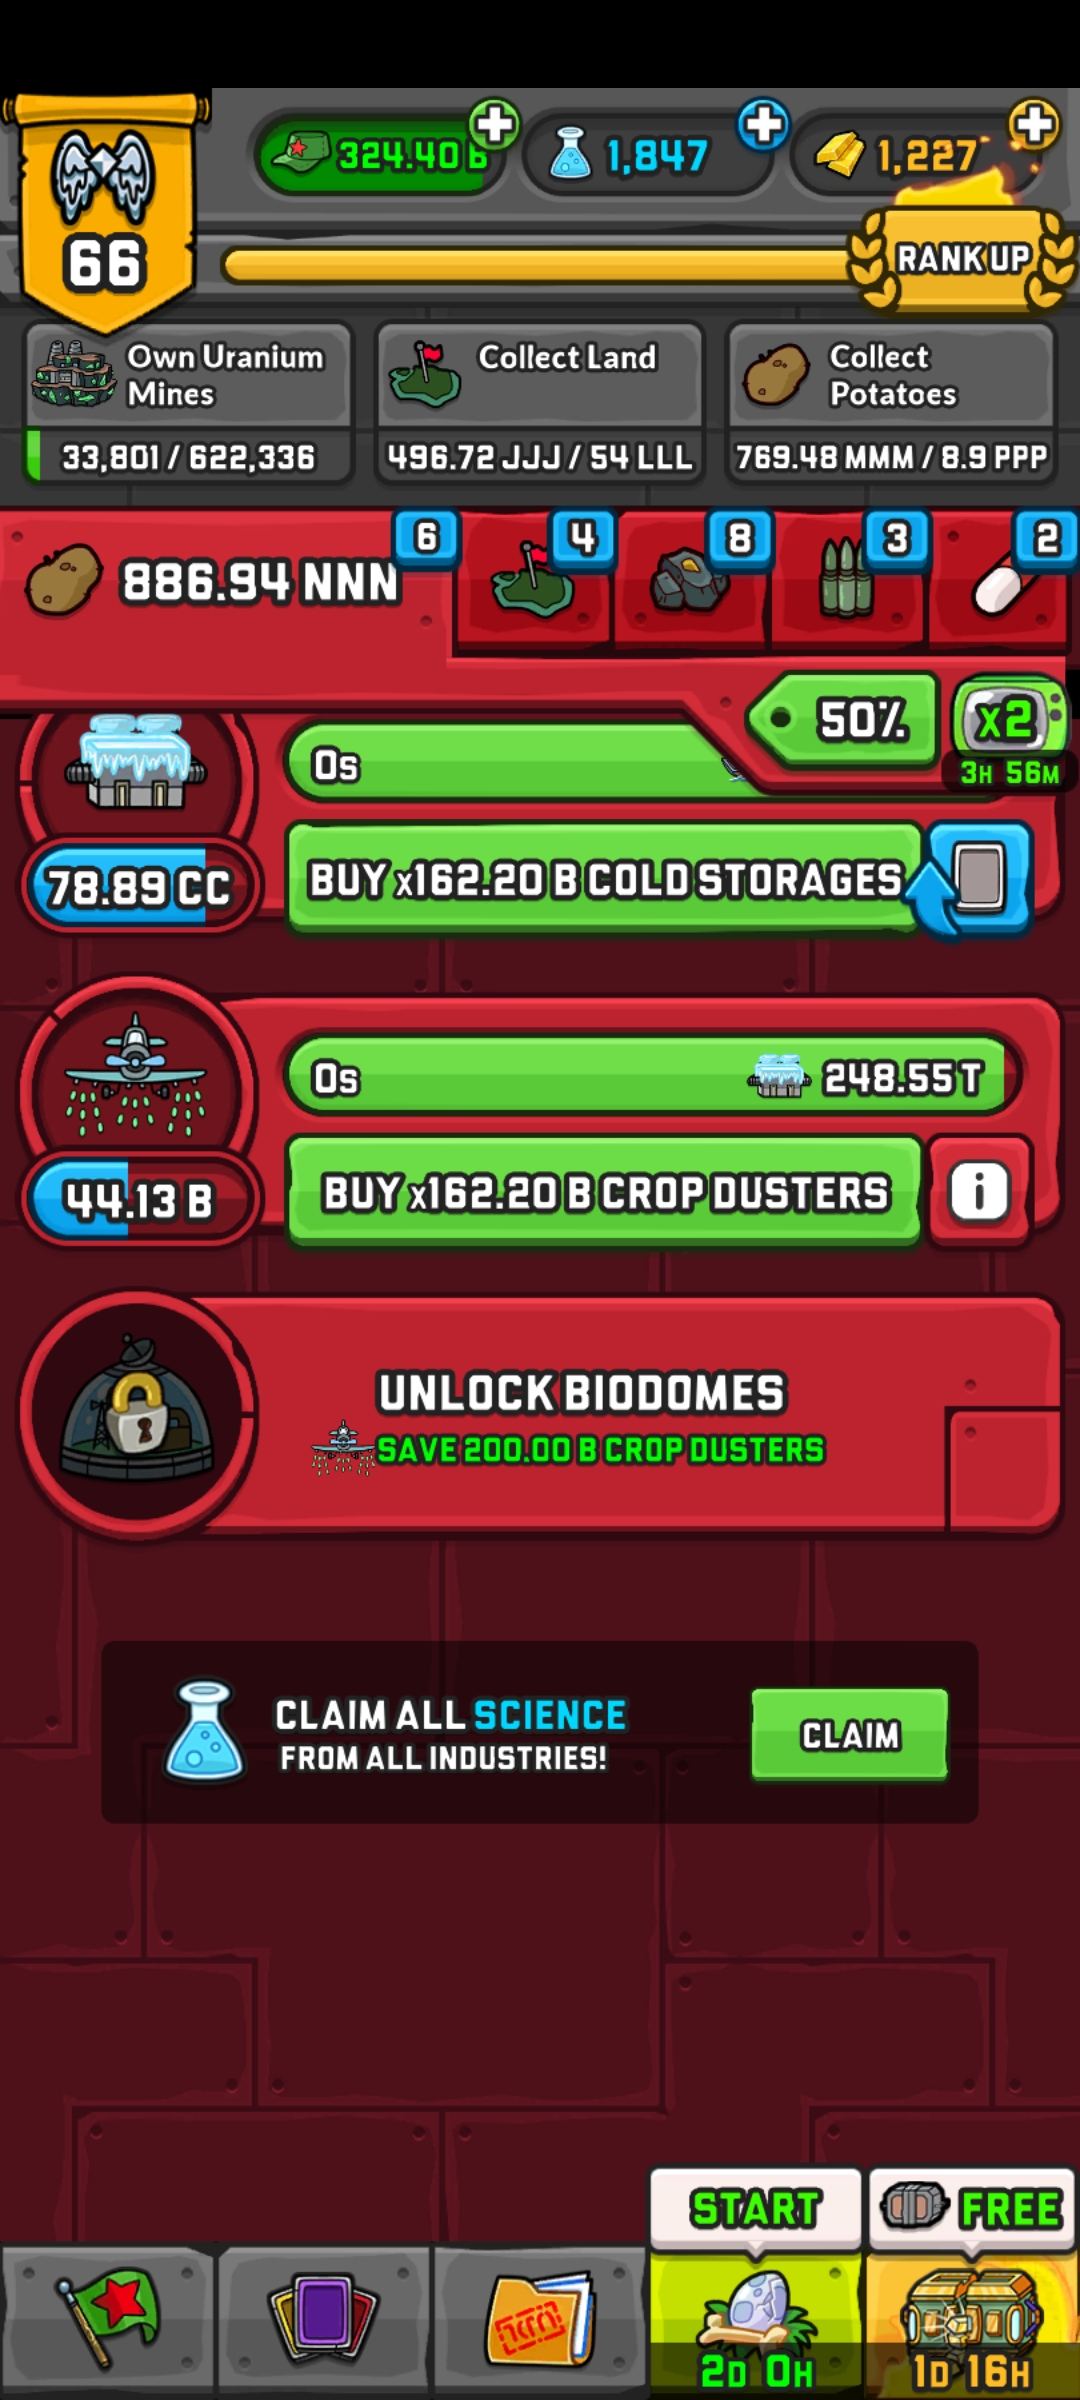 324.40 B
1,847
1,227
66
RANK UP
Own Uranium
Mines
33,801 / 622,336
Collect Land
496.72 JJJ / 54 LLL
Collect
Potatoes
769.48 MMM / 8.9 PPP
886.94 NNN
6
4
8
3
2
50%
x2
3H 56M
0s
78.89 CC
BUY x162.20 B COLD STORAGES
0s
248.55 T
44.13 B
BUY x162.20 B CROP DUSTERS
i
UNLOCK BIODOMES
SAVE 200.00 B CROP DUSTERS
CLAIM ALL SCIENCE
FROM ALL INDUSTRIES!
CLAIM
START
FREE
2D 0H
1D 16H